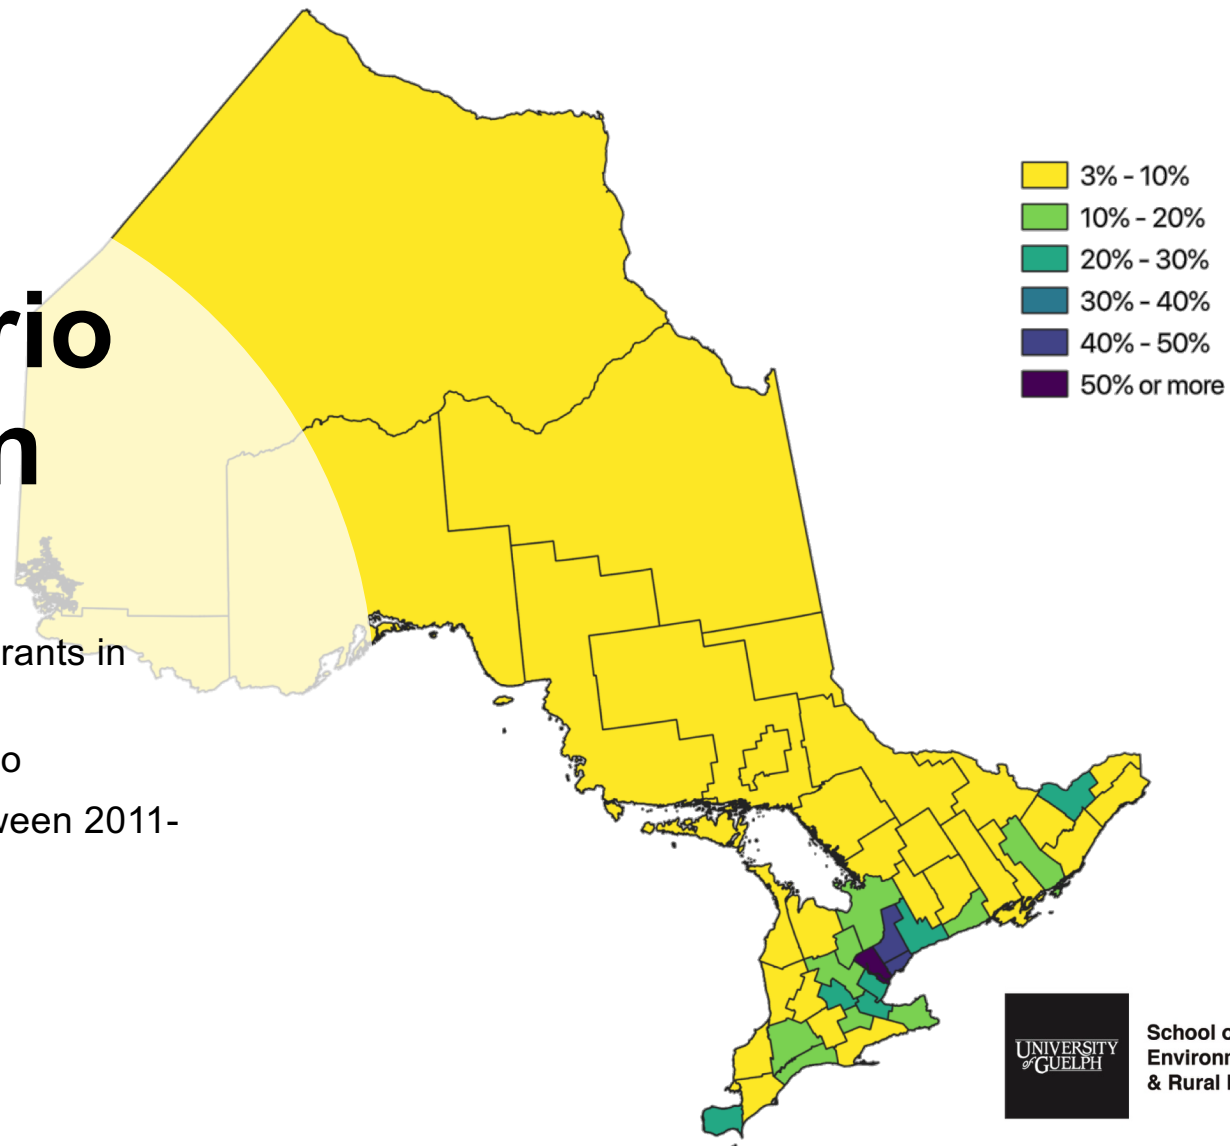 rio
n
rants in
o
ween 2011-
3% - 10%
10% - 20%
20% - 30%
30% - 40%
40% - 50%
50% or more
UNIVERSITY
of GUELPH
School o
Environm
& Rural